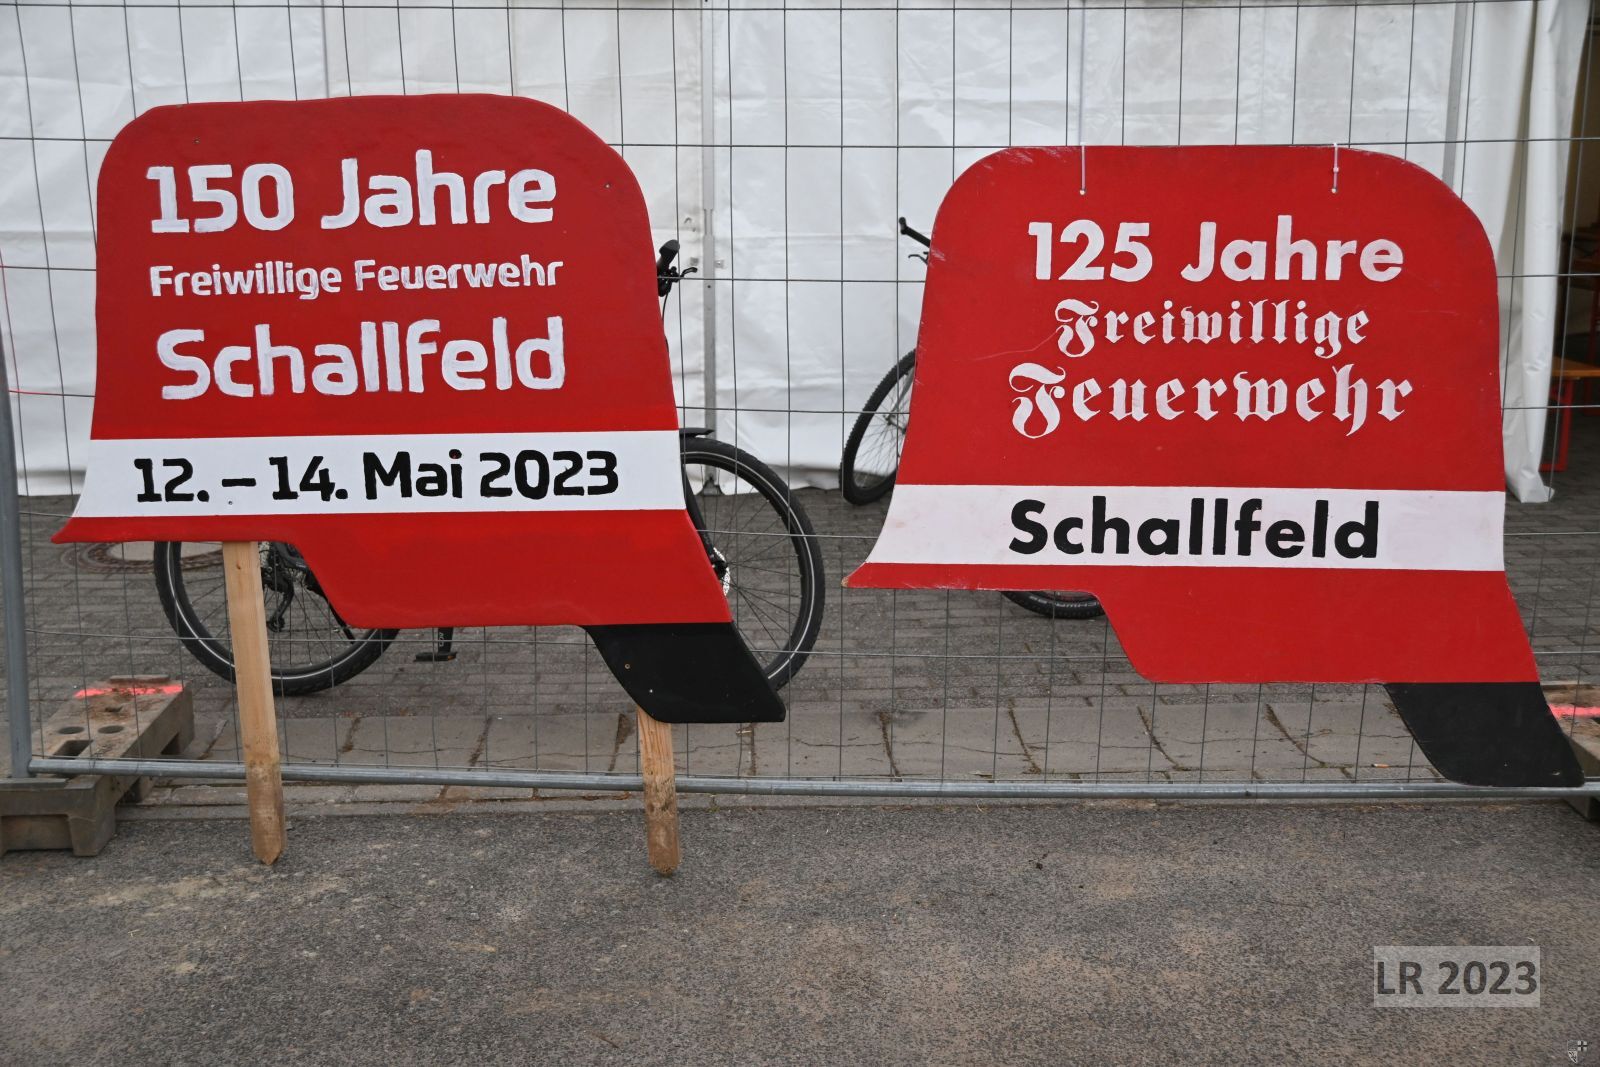 150 Jahre
Freiwillige Feuerwehr
Schallfeld
12. – 14. Mai 2023
125 Jahre
Freiwillige
Feuerwehr
Schallfeld
LR 2023